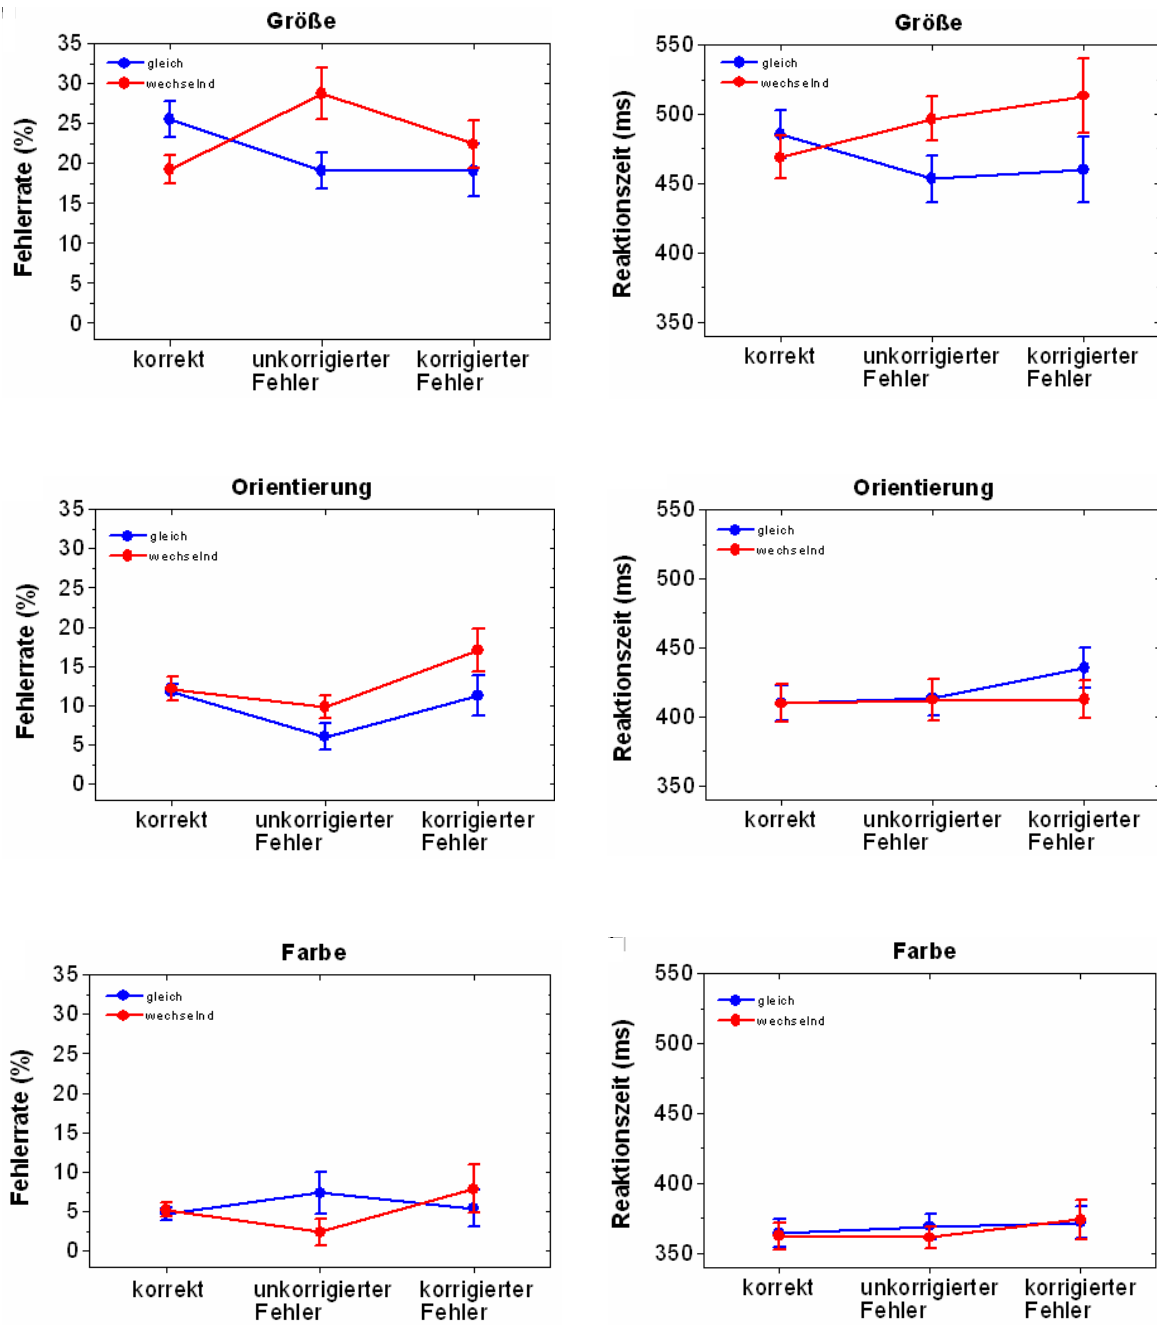 Größe
35
30
25
20
15
10
5
0
Fehlerrate (%)
gleich
wechselnd
korrekt
unkorrigierter
Fehler
korrigierter
Fehler
Größe
550
500
450
400
350
Reaktionszeit (ms)
gleich
wechselnd
korrekt
unkorrigierter
Fehler
korrigierter
Fehler
Orientierung
35
30
25
20
15
10
5
0
Fehlerrate (%)
gleich
wechselnd
korrekt
unkorrigierter
Fehler
korrigierter
Fehler
Orientierung
550
500
450
400
350
Reaktionszeit (ms)
gleich
wechselnd
korrekt
unkorrigierter
Fehler
korrigierter
Fehler
Farbe
35
30
25
20
15
10
5
0
Fehlerrate (%)
gleich
wechselnd
korrekt
unkorrigierter
Fehler
korrigierter
Fehler
Farbe
550
500
450
400
350
Reaktionszeit (ms)
gleich
wechselnd
korrekt
unkorrigierter
Fehler
korrigierter
Fehler